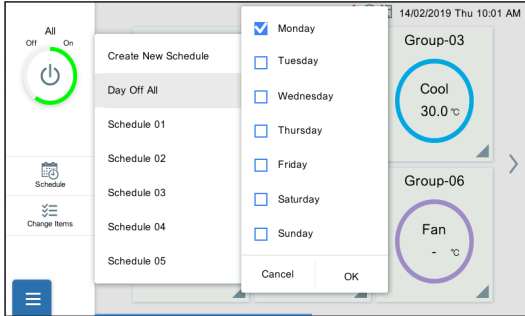 14/02/2019 Thu 10:01 AM
All
Off
On
Schedule
Change Items
Create New Schedule
Day Off All
Schedule 01
Schedule 02
Schedule 03
Schedule 04
Schedule 05
Monday
Tuesday
Wednesday
Thursday
Friday
Saturday
Sunday
Cancel
OK
Group-03
Cool
30.0 °C
Group-06
Fan
- °C